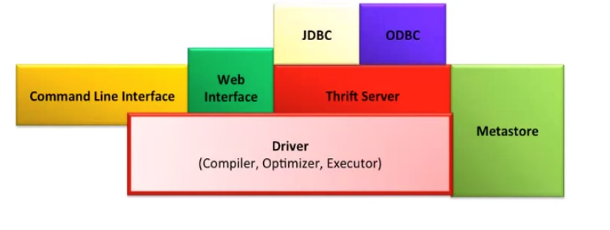 JDBC
ODBC
Command Line Interface
Web
Interface
Thrift Server
Metastore
Driver
(Compiler, Optimizer, Executor)